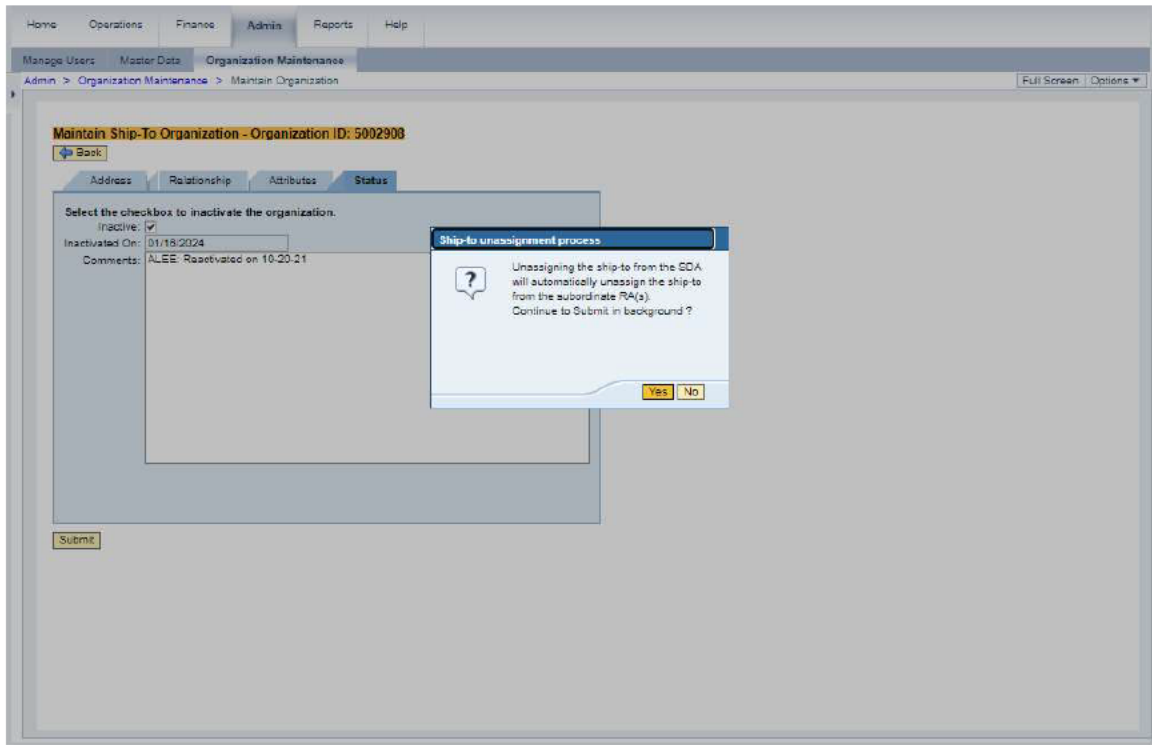 Home Operations Finance Admin Reports Help
Manage Users Master Data Organization Maintenance
Admin > Organization Maintenance > Maintain Organization
Full Screen Options
Maintain Ship-To Organization - Organization ID: 5002908
Back
Address Relationship Attributes Status
Select the checkbox to inactivate the organization.
Inactive:
Inactivated On: 01/16/2024
Comments: ALEE: Reactivated on 10-20-21
Ship-to unassignment process
Unassigning the ship-to from the SDA
will automatically unassign the ship-to
from the subordinate RA(s).
Continue to Submit in background ?
Yes No
Submit